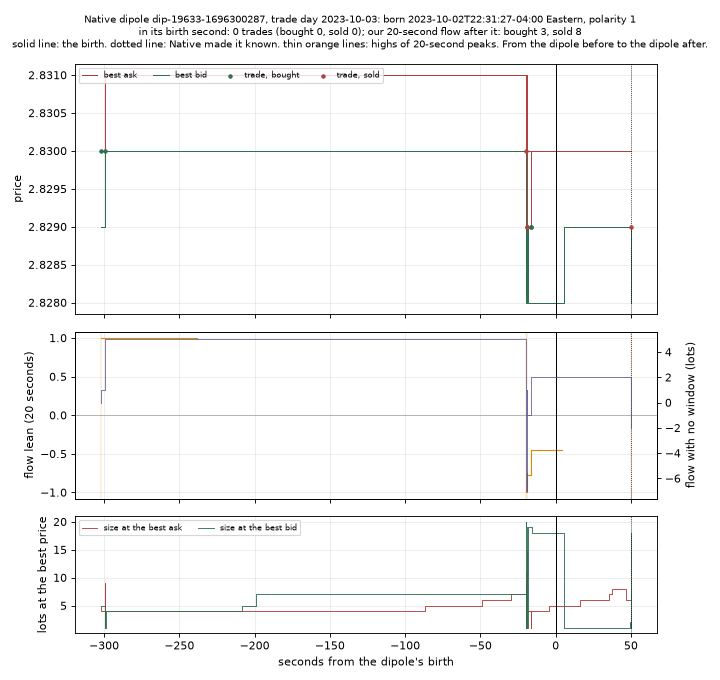 Native dipole dip-19633-1696300287, trade day 2023-10-03: born 2023-10-02T22:31:27-04:00 Eastern, polarity 1
in its birth second: 0 trades (bought 0, sold 0); our 20-second flow after it: bought 3, sold 8
solid line: the birth. dotted line: Native made it known. thin orange lines: highs of 20-second peaks. From the dipole before to the dipole after.
best ask
best bid
trade, bought
trade, sold
2.8310
2.8305
2.8300
2.8295
2.8290
2.8285
2.8280
price
1.0
0.5
0.0
−0.5
−1.0
flow lean (20 seconds)
4
2
0
−2
−4
−6
flow with no window (lots)
size at the best ask
size at the best bid
20
15
10
5
lots at the best price
−300
−250
−200
−150
−100
−50
0
50
seconds from the dipole's birth